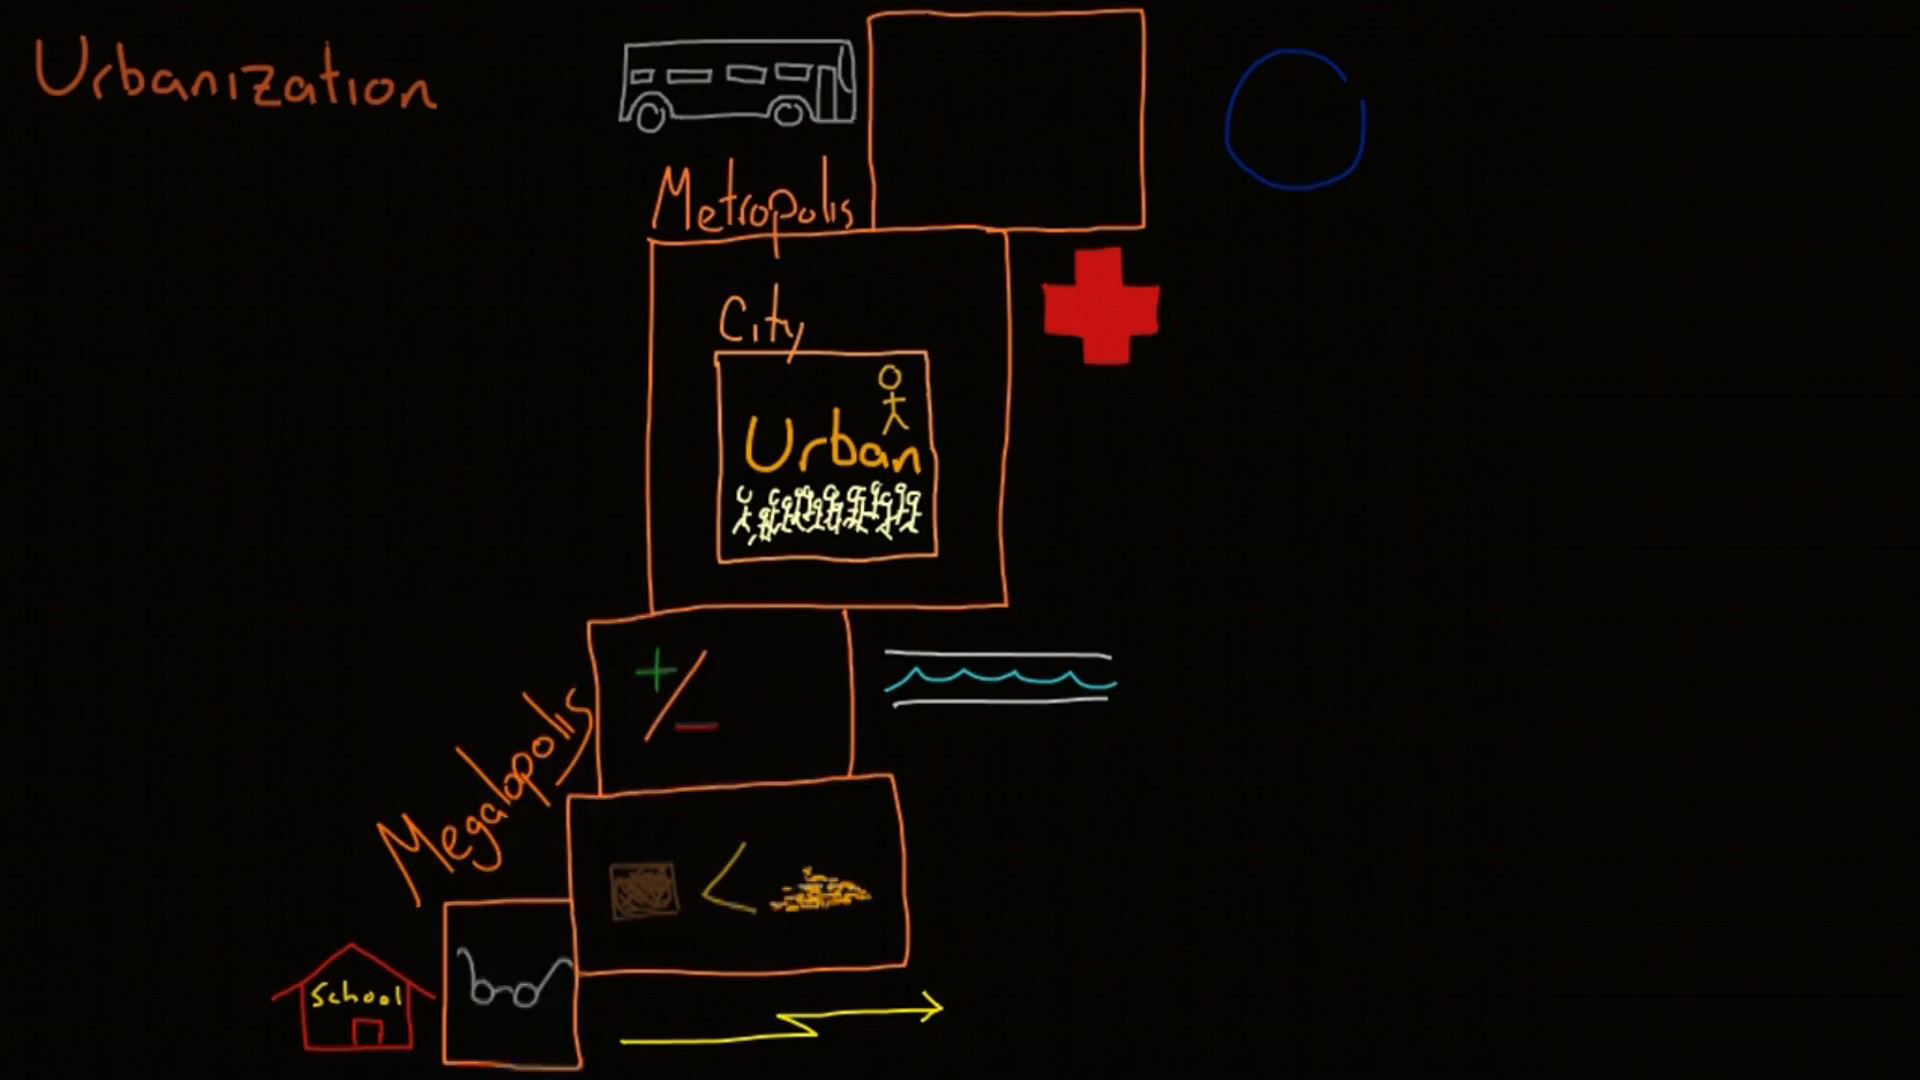 Urbanization
Metropolis
City
Urban
Megalopolis
School